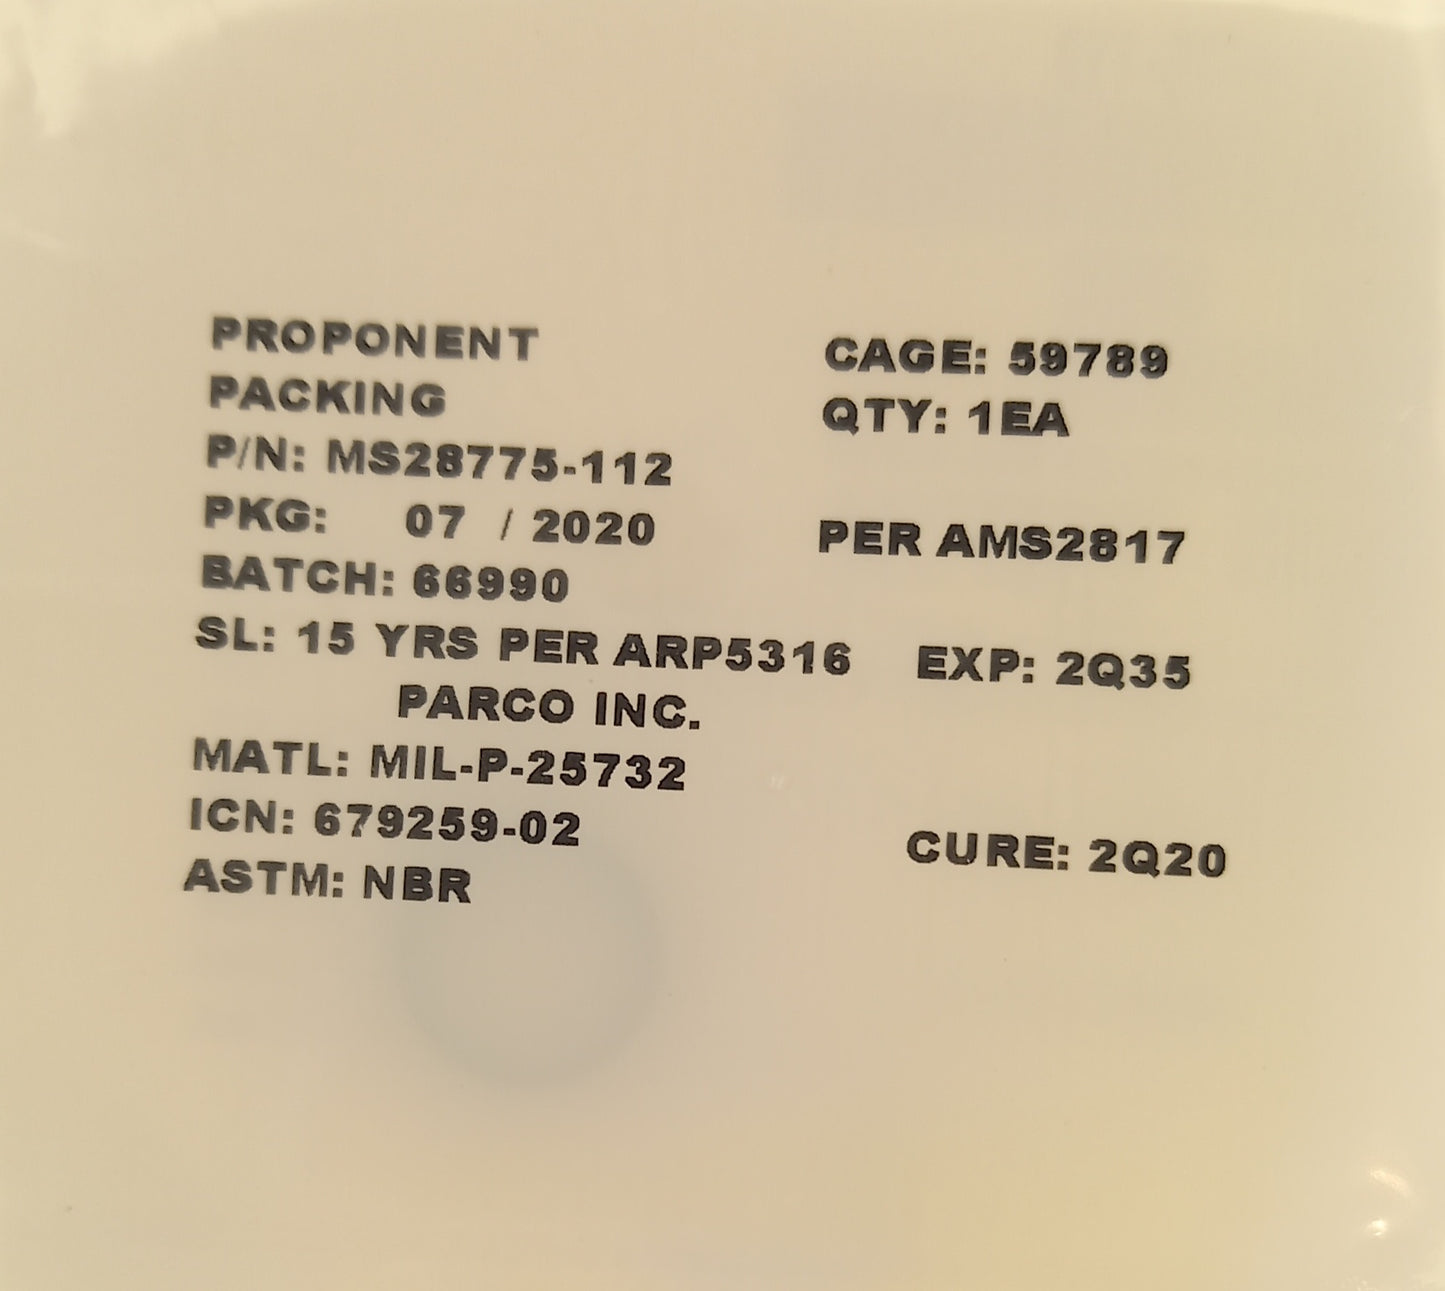 PROPONENT
PACKING CAGE: 59789
P/N: MS28775-112 QTY: 1EA
PKG: 07 / 2020 PER AMS2817
BATCH: 66990
SL: 15 YRS PER ARP5316 EXP: 2Q35
PARCO INC.
MATL: MIL-P-25732
ICN: 679259-02 CURE: 2Q20
ASTM: NBR